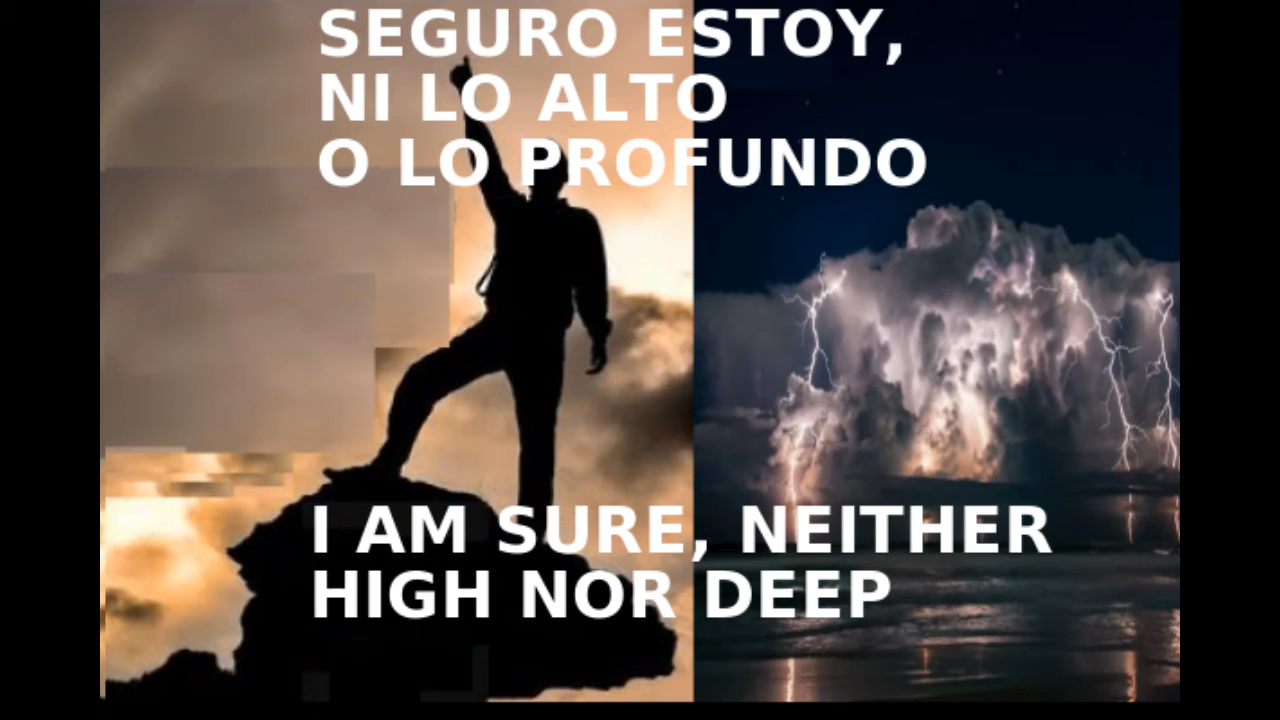 SEGURO ESTOY,
NI LO ALTO
O LO PROFUNDO
I AM SURE, NEITHER
HIGH NOR DEEP